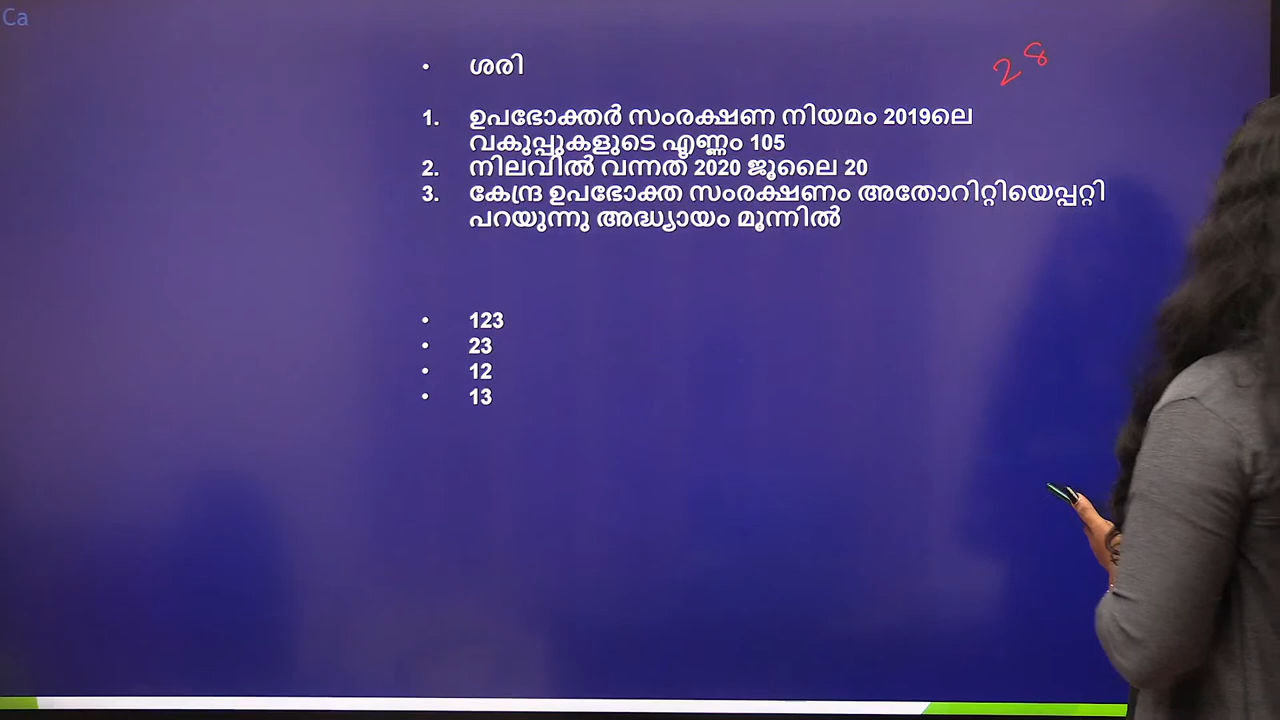 Ca
28
• ശരി
1. ഉപഭോക്തർ സംരക്ഷണ നിയമം 2019ലെ
വകുപ്പുകളുടെ എണ്ണം 105
2. നിലവിൽ വന്നത് 2020 ജൂലൈ 20
3. കേന്ദ്ര ഉപഭോക്ത സംരക്ഷണം അതോറിറ്റിയെപ്പറ്റി
പറയുന്നു അദ്ധ്യായം മൂന്നിൽ
• 123
• 23
• 12
• 13